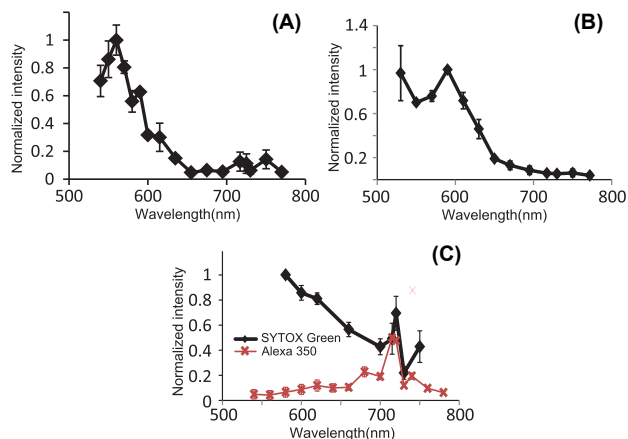 (A)
Normalized intensity
1
0.8
0.6
0.4
0.2
0
500 600 700 800
Wavelength(nm)
(B)
Normalized intensity
1.4
1
0.6
0.2
500 600 700 800
Wavelength(nm)
(C)
Normalized intensity
1
0.8
0.6
0.4
0.2
0
SYTOX Green
Alexa 350
500 600 700 800
Wavelength(nm)